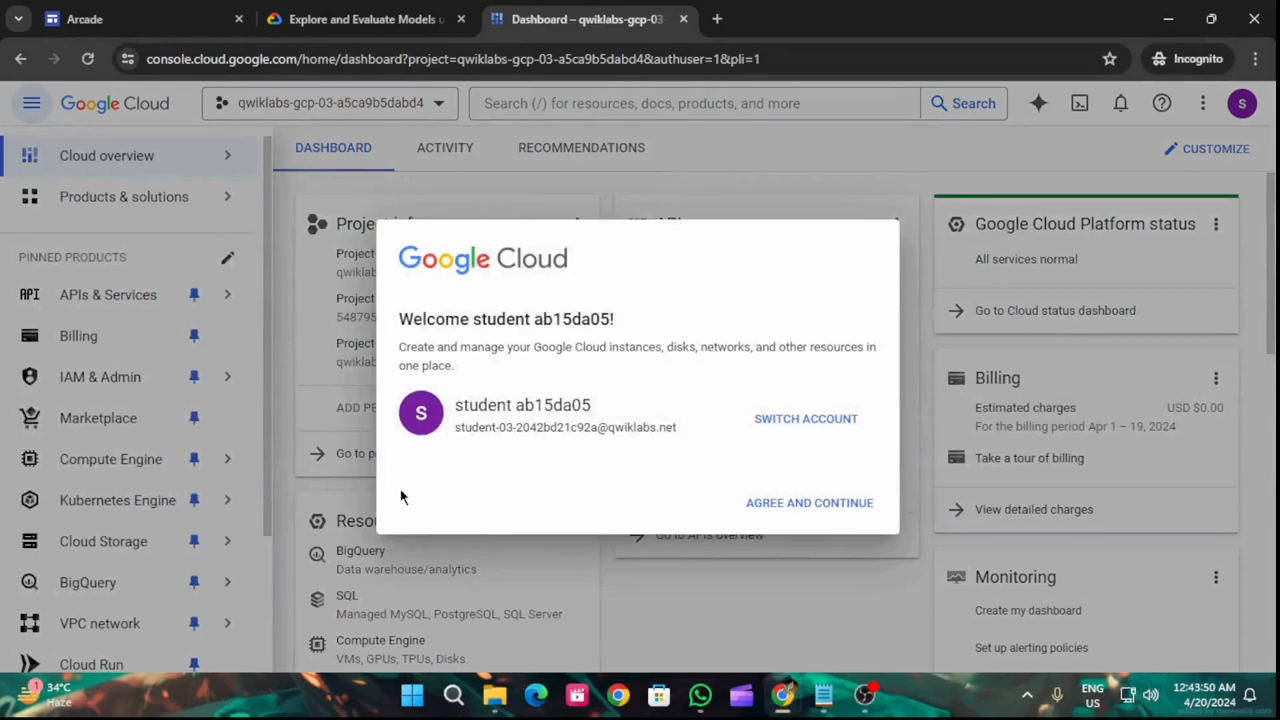 Arcade
Explore and Evaluate Models u
Dashboard – qwiklabs-gcp-03
console.cloud.google.com/home/dashboard?project=qwiklabs-gcp-03-a5ca9b5dabd4&authuser=1&pli=1
Incognito
Google Cloud
qwiklabs-gcp-03-a5ca9b5dabd4
Search (/) for resources, docs, products, and more
Search
S
Cloud overview
Products & solutions
PINNED PRODUCTS
API
APIs & Services
Billing
IAM & Admin
Marketplace
Compute Engine
Kubernetes Engine
Cloud Storage
BigQuery
VPC network
Cloud Run
DASHBOARD
ACTIVITY
RECOMMENDATIONS
CUSTOMIZE
Project
qwiklab
Project
54879
Project
qwiklab
ADD PE
Go to p
Resou
BigQuery
Data warehouse/analytics
SQL
Managed MySQL, PostgreSQL, SQL Server
Compute Engine
VMs, GPUs, TPUs, Disks
Google Cloud
Welcome student ab15da05!
Create and manage your Google Cloud instances, disks, networks, and other resources in
one place.
S
student ab15da05
student-03-2042bd21c92a@qwiklabs.net
SWITCH ACCOUNT
AGREE AND CONTINUE
Go to APIs overview
Google Cloud Platform status
All services normal
Go to Cloud status dashboard
Billing
Estimated charges
USD $0.00
For the billing period Apr 1 – 19, 2024
Take a tour of billing
View detailed charges
Monitoring
Create my dashboard
Set up alerting policies
1
34°C
Haze
ENG
US
12:43:50 AM
4/20/2024